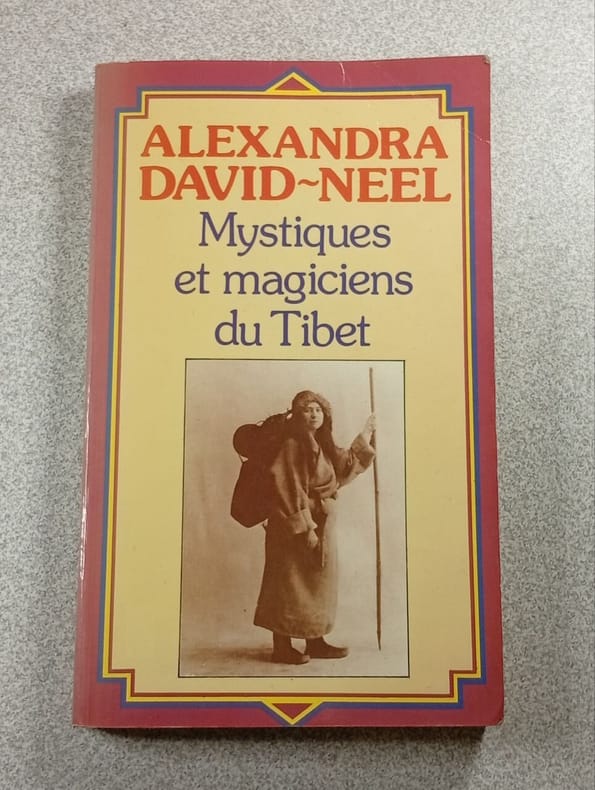 ALEXANDRA
DAVID~NEEL
Mystiques
et magiciens
du Tibet